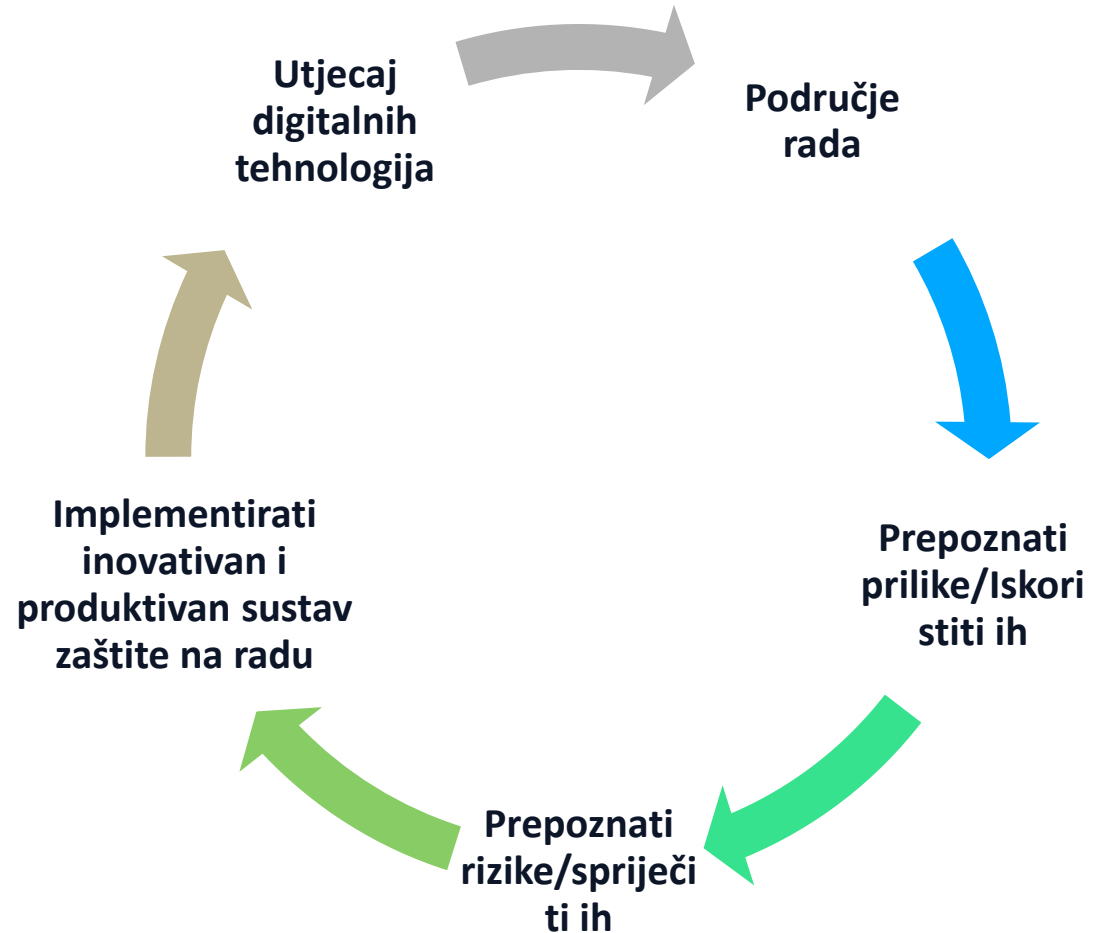 Utjecaj
digitalnih
tehnologija
Područje
rada
Prepoznati
prilike/Iskori
stiti ih
Prepoznati
rizike/spriječi
ti ih
Implementirati
inovativan i
produktivan sustav
zaštite na radu